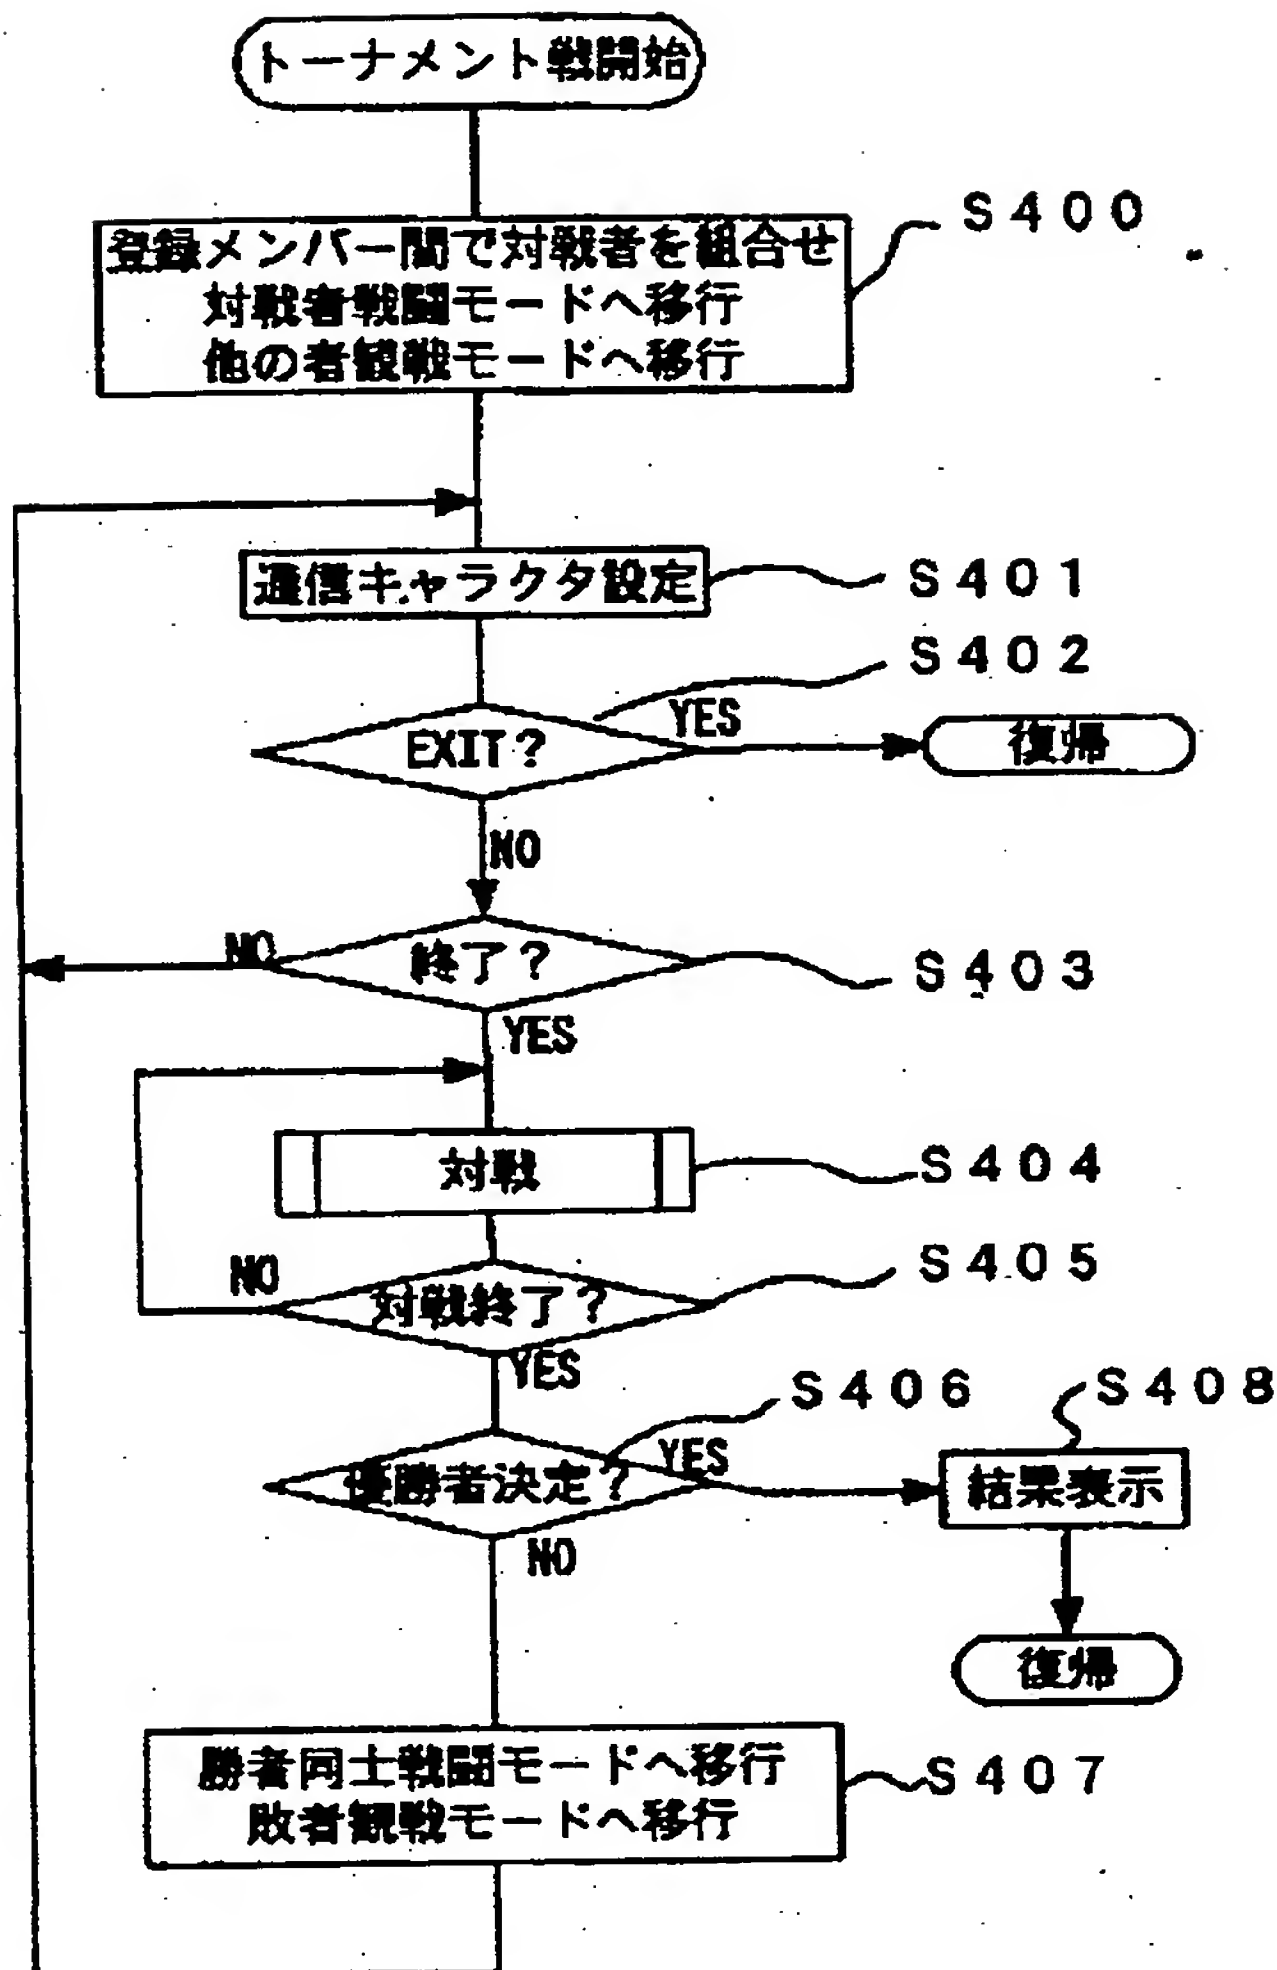 トーナメント戦開始
S400
登録メンバー間で対戦者を組合せ
対戦者戦闘モードへ移行
他の者観戦モードへ移行
通信キャラクタ設定
S401
S402
EXIT?
YES
復帰
NO
終了?
NO
S403
YES
対戦
S404
S405
NO
対戦終了?
YES
S406
S408
優勝者決定?
YES
結果表示
NO
復帰
勝者同士戦闘モードへ移行
敗者観戦モードへ移行
S407